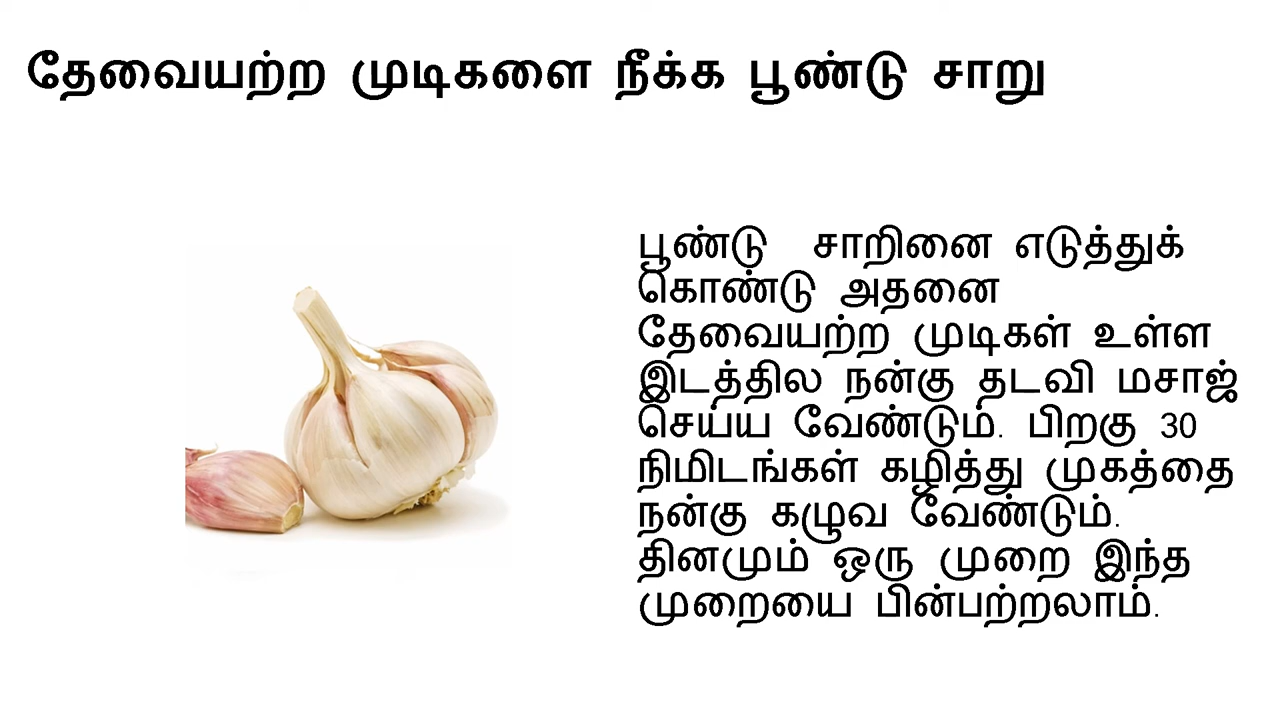 தேவையற்ற முடிகளை நீக்க பூண்டு சாறு
பூண்டு சாறினை எடுத்துக்
கொண்டு அதனை
தேவையற்ற முடிகள் உள்ள
இடத்தில நன்கு தடவி மசாஜ்
செய்ய வேண்டும். பிறகு 30
நிமிடங்கள் கழித்து முகத்தை
நன்கு கழுவ வேண்டும்.
தினமும் ஒரு முறை இந்த
முறையை பின்பற்றலாம்.